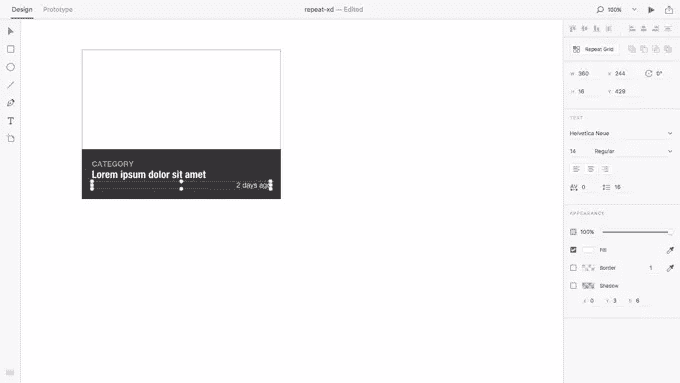 Design Prototype
repeat-xd — Edited
100%
Repeat Grid
W 360 X 244 0°
H 16 Y 429
TEXT
Helvetica Neue
14 Regular
0 16
APPEARANCE
100%
Fill
Border 1
Shadow
X 0 Y 3 B 6
CATEGORY
Lorem ipsum dolor sit amet
2 days ago